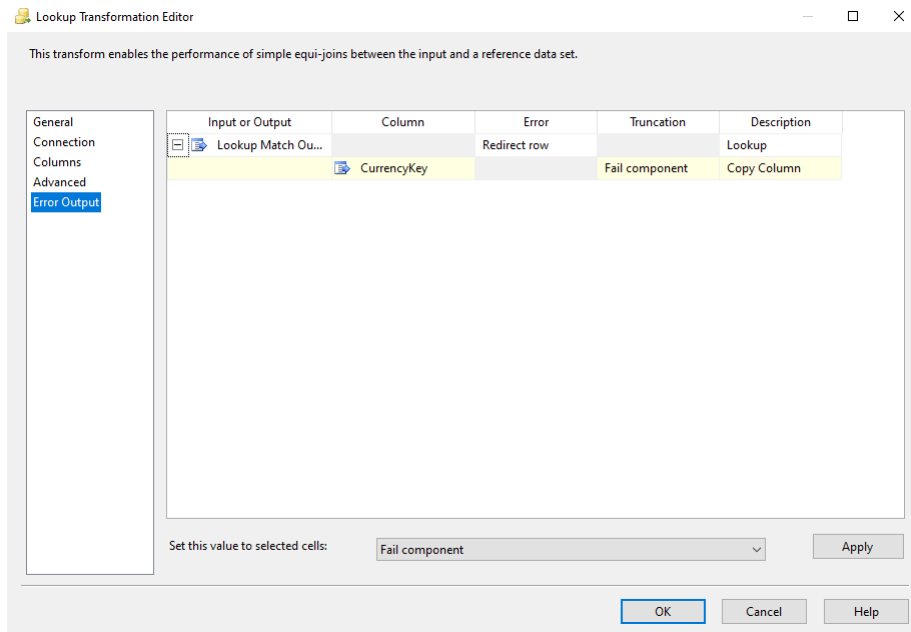 Lookup Transformation Editor
This transform enables the performance of simple equi-joins between the input and a reference data set.
General
Connection
Columns
Advanced
Error Output
Input or Output Column Error Truncation Description
Lookup Match Ou... Redirect row Lookup
CurrencyKey Fail component Copy Column
Set this value to selected cells: Fail component Apply
OK Cancel Help